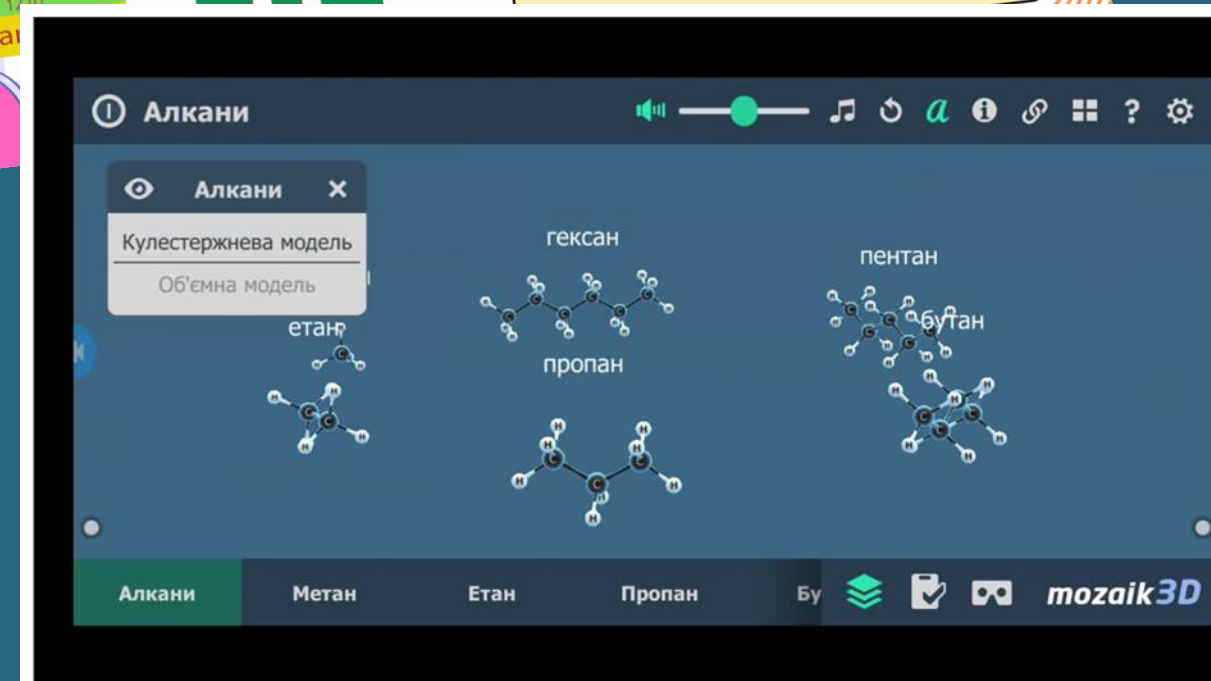 Алкани
a
?
Алкани
Кулестержнева модель
Об'ємна модель
гексан
пентан
етан
бутан
пропан
Алкани
Метан
Етан
Пропан
Бу
mozaik3D